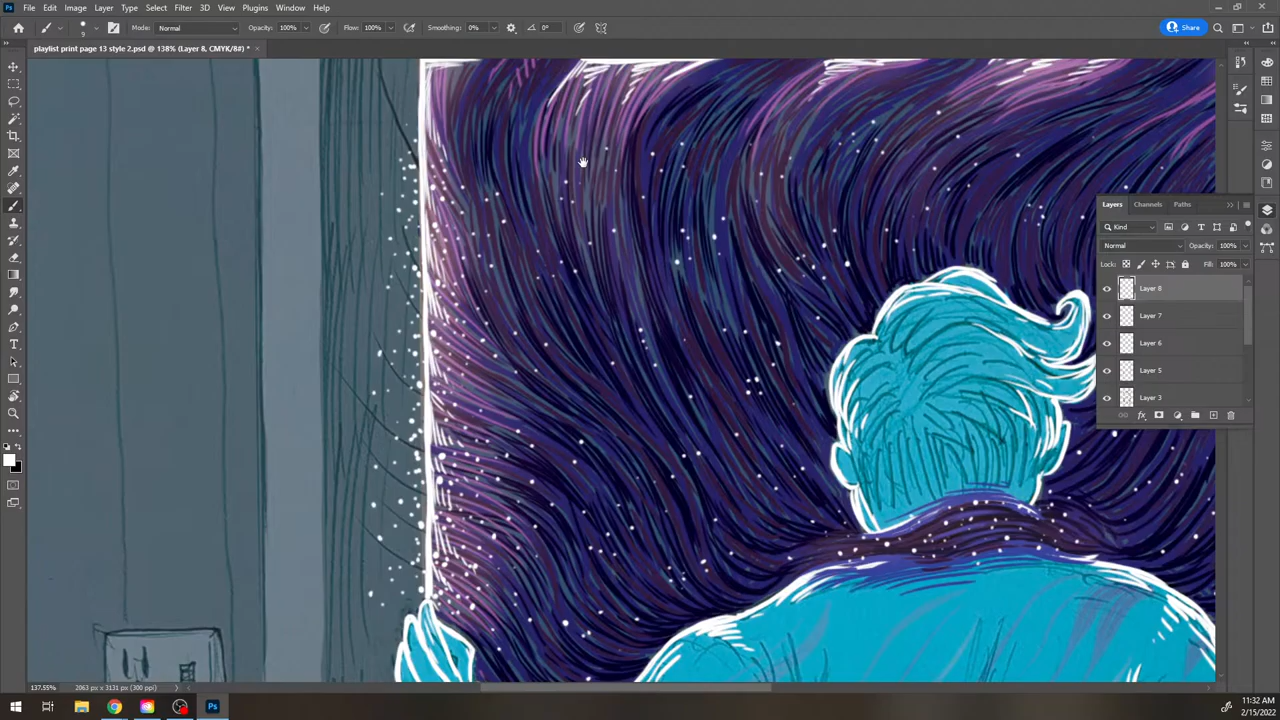 File Edit Image Layer Type Select Filter 3D View Plugins Window Help
9 Mode: Normal Opacity: 100% Flow: 100% Smoothing: 0% 0° Share
playlist print page 13 style 2.psd @ 138% (Layer 8, CMYK/8#) * ×
Layers Channels Paths
Kind
Normal Opacity: 100%
Lock: Fill: 100%
Layer 8
Layer 7
Layer 6
Layer 5
Layer 3
137.55% 2063 px x 3131 px (300 ppi)
11:32 AM
2/15/2022